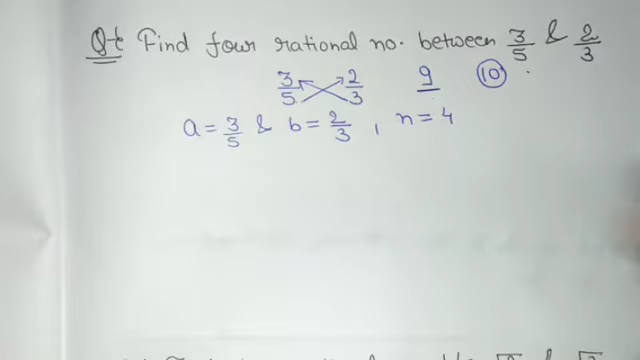 Q-6 Find four rational no. between 3/5 & 2/3
3/5 2/3 9 10
a = 3/5 & b = 2/3 , n = 4